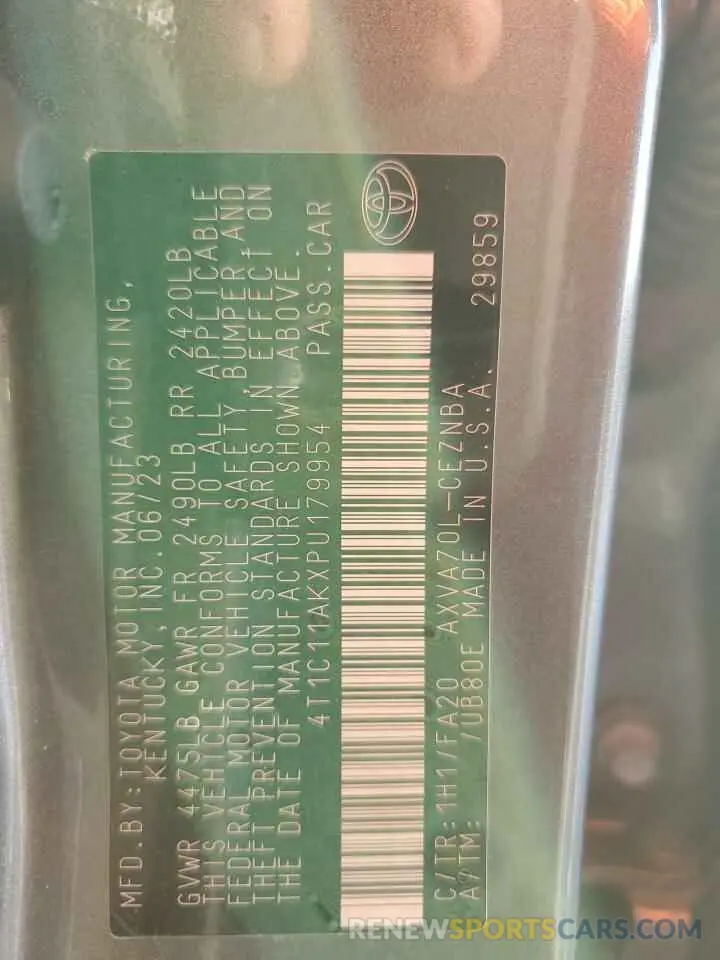 MFD.BY:TOYOTA MOTOR MANUFACTURING,
KENTUCKY, INC.06/23
GVWR 4475LB GAWR FR 2490LB RR 2420LB
THIS VEHICLE CONFORMS TO ALL APPLICABLE
FEDERAL MOTOR VEHICLE SAFETY, BUMPER, AND
THEFT PREVENTION STANDARDS IN EFFECT ON
THE DATE OF MANUFACTURE SHOWN ABOVE.
4T1C11AKXPU179954 PASS.CAR
C/TR: 1H1/FA20 AXVA70L-CEZNBA
A/TM: /UB80E MADE IN U.S.A. 29859
RENEWSPORTSCARS.COM